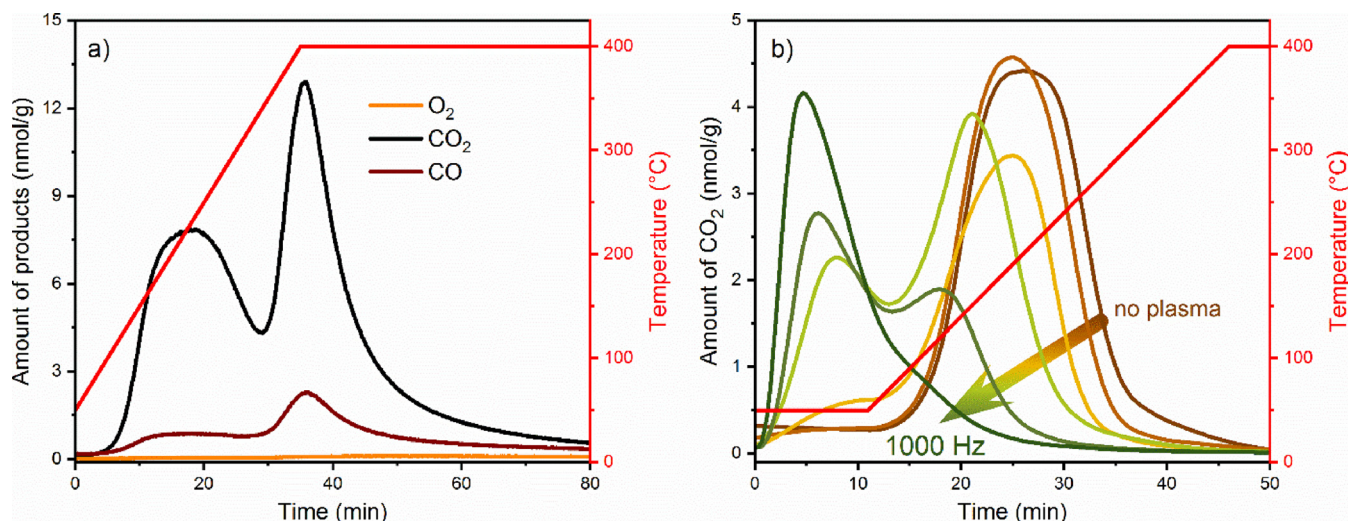 a)
15
12
9
6
3
0
Amount of products (nmol/g)
O₂
CO₂
CO
400
300
200
100
0
Temperature (°C)
0 20 40 60 80
Time (min)
b)
5
4
3
2
1
0
Amount of CO₂ (nmol/g)
no plasma
1000 Hz
400
300
200
100
0
Temperature (°C)
0 10 20 30 40 50
Time (min)